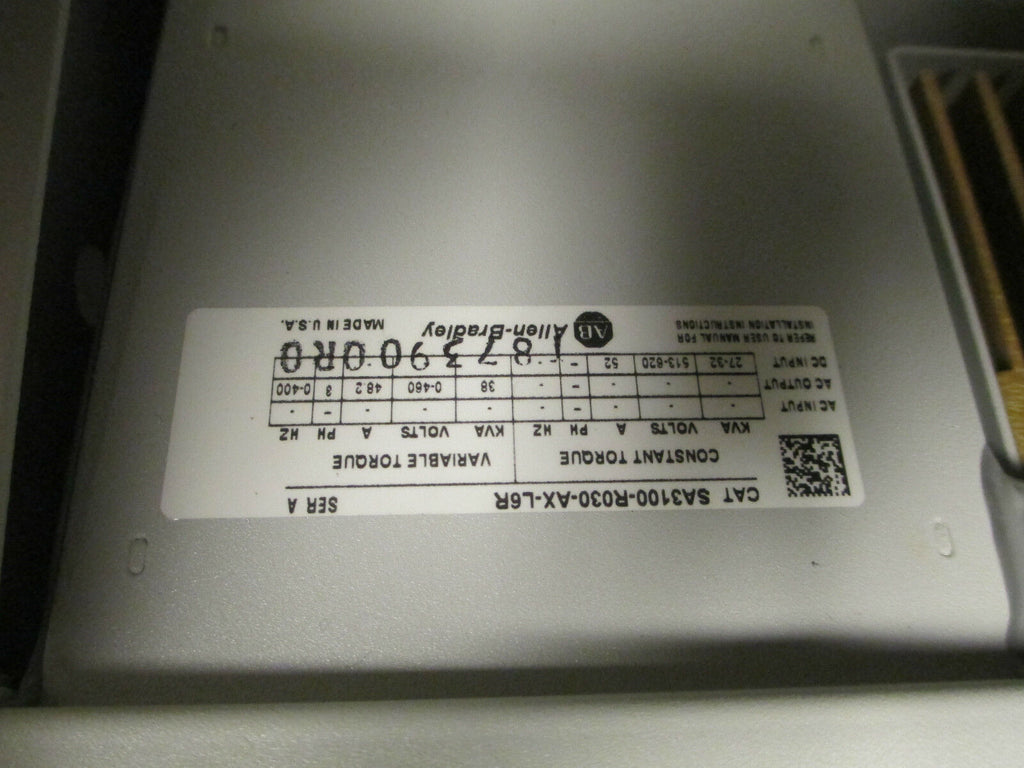 CAT SA3100-R030-AX-L6R SER A
CONSTANT TORQUE VARIABLE TORQUE
KVA VOLTS A PH HZ KVA VOLTS A PH HZ
AC INPUT - - - - - - - - - -
AC OUTPUT - - - - - 38 0-460 48.2 3 0-400
DC INPUT 27-32 513-620 52 - -
REFER TO USER MANUAL FOR
INSTALLATION INSTRUCTIONS
AB Allen-Bradley MADE IN U.S.A.